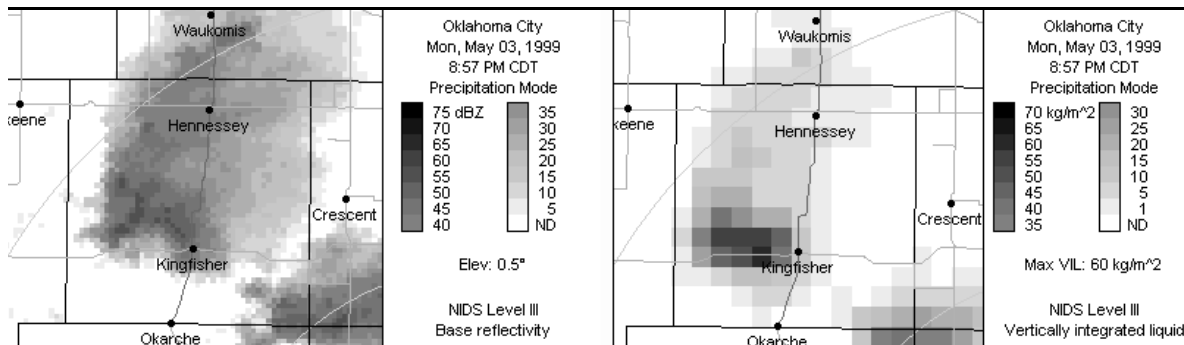 Waukomis
Hennessey
keene
Crescent
Kingfisher
Okarche
Oklahoma City
Mon, May 03, 1999
8:57 PM CDT
Precipitation Mode
75 dBZ 35
70 30
65 25
60 20
55 15
50 10
45 5
40 ND
Elev: 0.5°
NIDS Level III
Base reflectivity
Waukomis
Hennessey
keene
Crescent
Kingfisher
Okarche
Oklahoma City
Mon, May 03, 1999
8:57 PM CDT
Precipitation Mode
70 kg/m^2 30
65 25
60 20
55 15
50 10
45 5
40 1
35 ND
Max VIL: 60 kg/m^2
NIDS Level III
Vertically integrated liquid